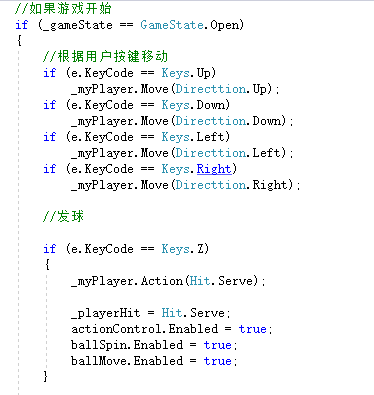 //如果游戏开始
if (_gameState == GameState.Open)
{
//根据用户按键移动
if (e.KeyCode == Keys.Up)
_myPlayer.Move(Directtion.Up);
if (e.KeyCode == Keys.Down)
_myPlayer.Move(Directtion.Down);
if (e.KeyCode == Keys.Left)
_myPlayer.Move(Directtion.Left);
if (e.KeyCode == Keys.Right)
_myPlayer.Move(Directtion.Right);
//发球
if (e.KeyCode == Keys.Z)
{
_myPlayer.Action(Hit.Serve);
_playerHit = Hit.Serve;
actionControl.Enabled = true;
ballSpin.Enabled = true;
ballMove.Enabled = true;
}